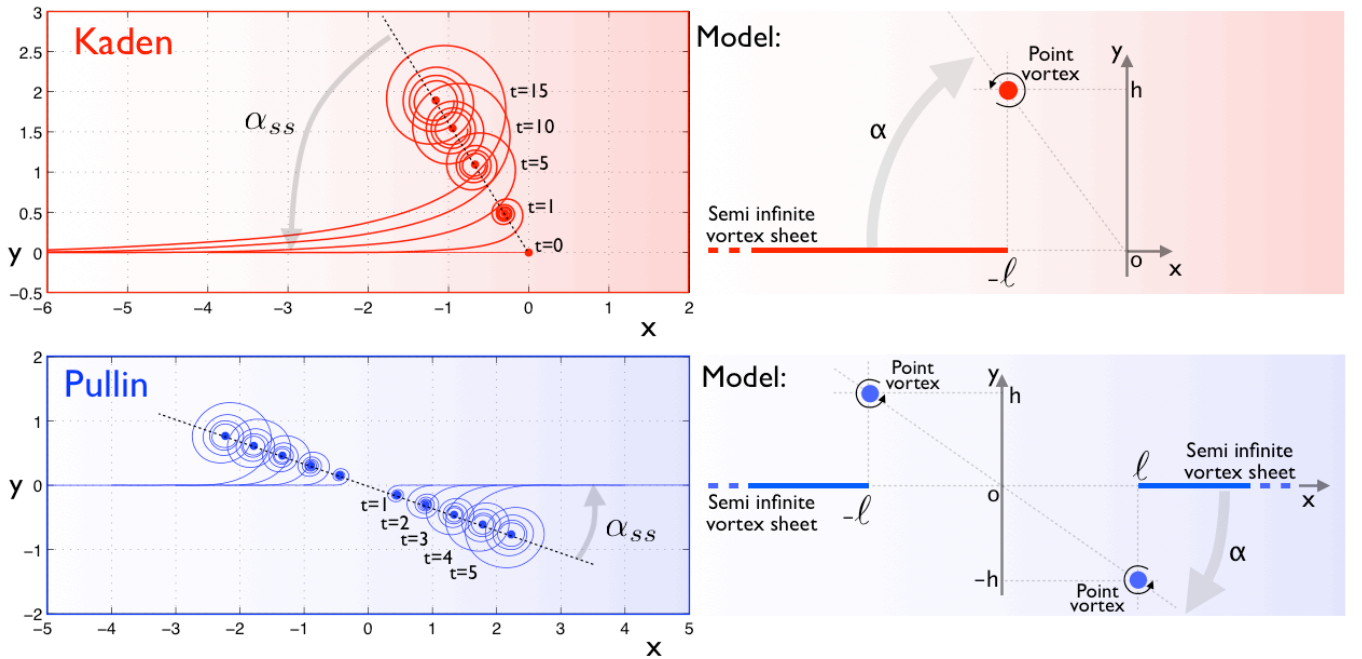 Kaden
3
2.5
2
1.5
1
0.5
0
−0.5
y
α_ss
t=15
t=10
t=5
t=1
t=0
−6 −5 −4 −3 −2 −1 0 1 2
x
Model:
Point
vortex
y
h
α
Semi infinite
vortex sheet
-ℓ
o
x
Pullin
2
1
0
−1
−2
y
t=1
t=2
t=3
t=4
t=5
α_ss
−5 −4 −3 −2 −1 0 1 2 3 4 5
x
Model:
Point
vortex
y
h
Semi infinite
vortex sheet
ℓ
x
Semi infinite
vortex sheet
-ℓ
o
α
-h
Point
vortex